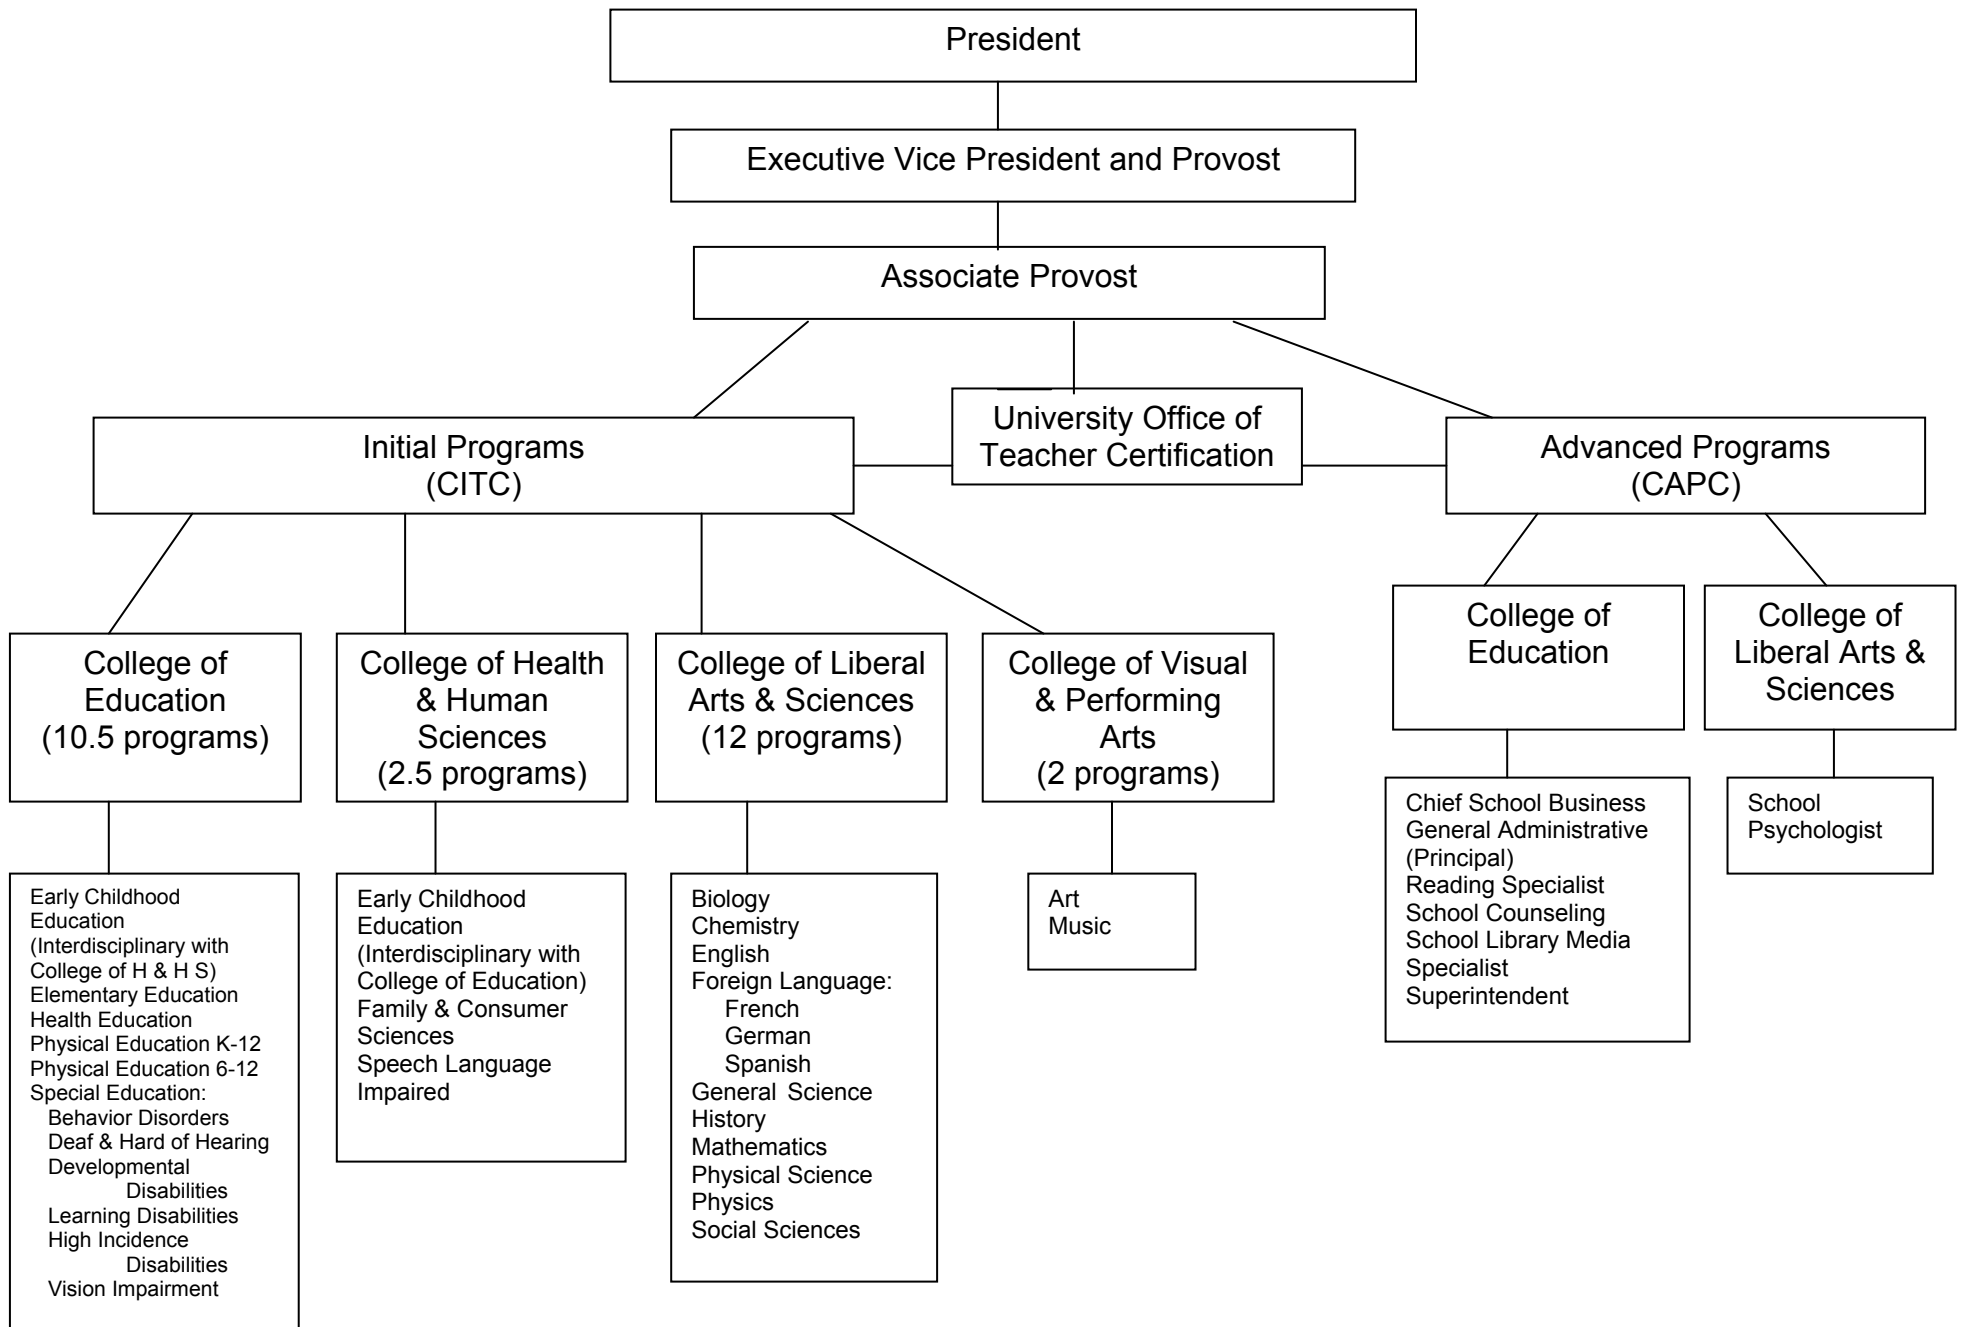 President
Executive Vice President and Provost
Associate Provost
University Office of
Teacher Certification
Initial Programs
(CITC)
Advanced Programs
(CAPC)
College of
Education
(10.5 programs)
College of Health
& Human
Sciences
(2.5 programs)
College of Liberal
Arts & Sciences
(12 programs)
College of Visual
& Performing
Arts
(2 programs)
College of
Education
College of
Liberal Arts &
Sciences
Early Childhood
Education
(Interdisciplinary with
College of H & H S)
Elementary Education
Health Education
Physical Education K-12
Physical Education 6-12
Special Education:
Behavior Disorders
Deaf & Hard of Hearing
Developmental
Disabilities
Learning Disabilities
High Incidence
Disabilities
Vision Impairment
Early Childhood
Education
(Interdisciplinary with
College of Education)
Family & Consumer
Sciences
Speech Language
Impaired
Biology
Chemistry
English
Foreign Language:
French
German
Spanish
General Science
History
Mathematics
Physical Science
Physics
Social Sciences
Art
Music
Chief School Business
General Administrative
(Principal)
Reading Specialist
School Counseling
School Library Media
Specialist
Superintendent
School
Psychologist